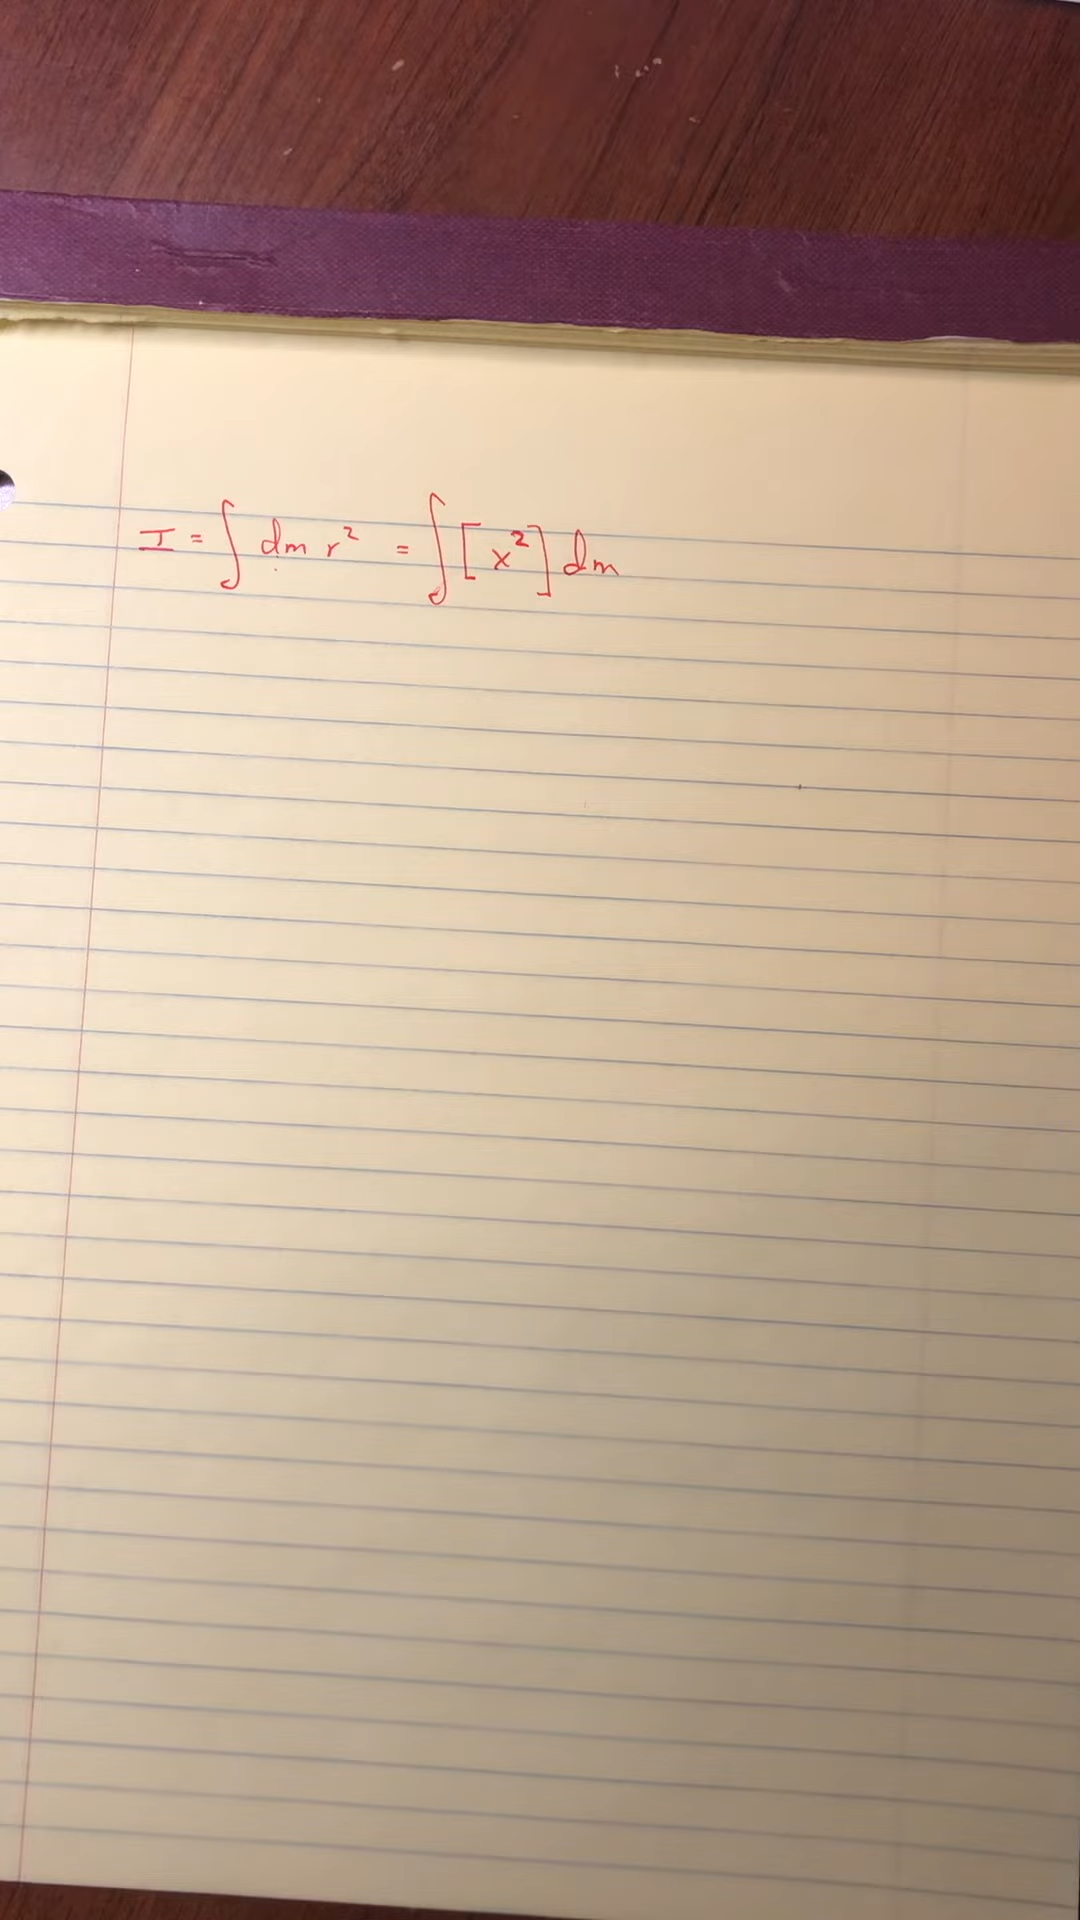 I = ∫ dm r² = ∫ [x²] dm